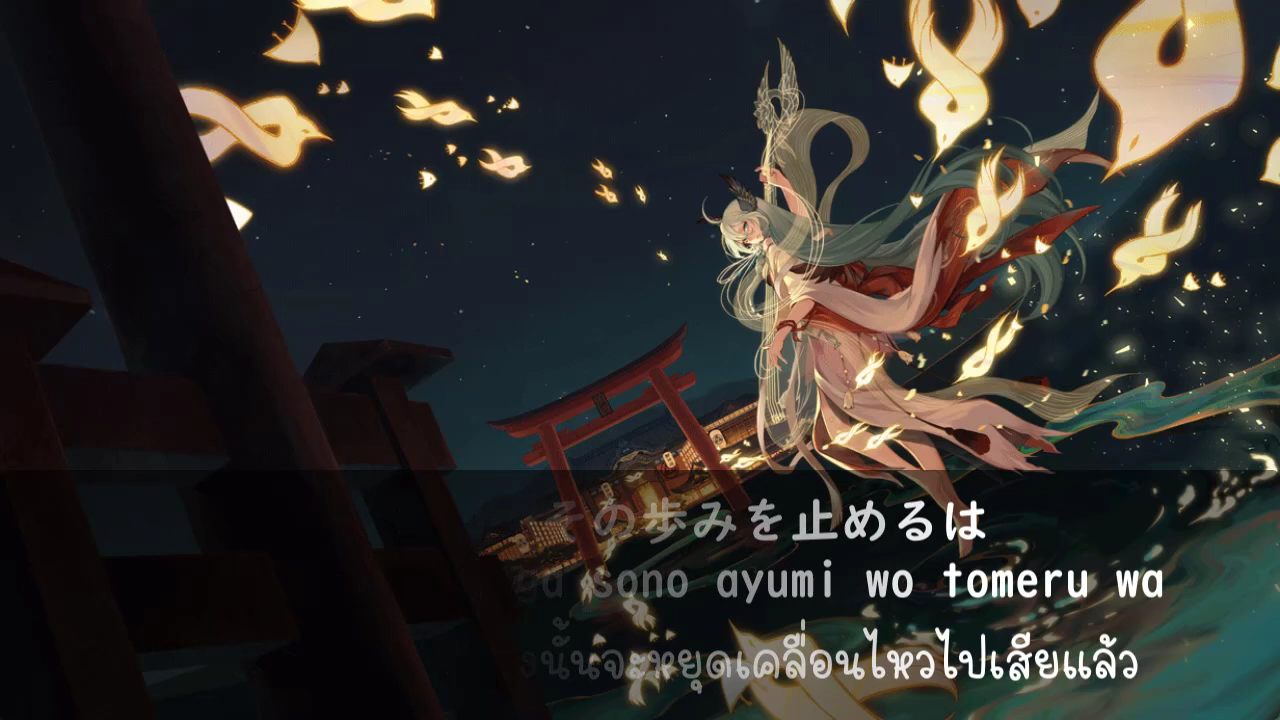 その歩みを止めるは
ga sono ayumi wo tomeru wa
นั้นจะหยุดเคลื่อนไหวไปเสียแล้ว